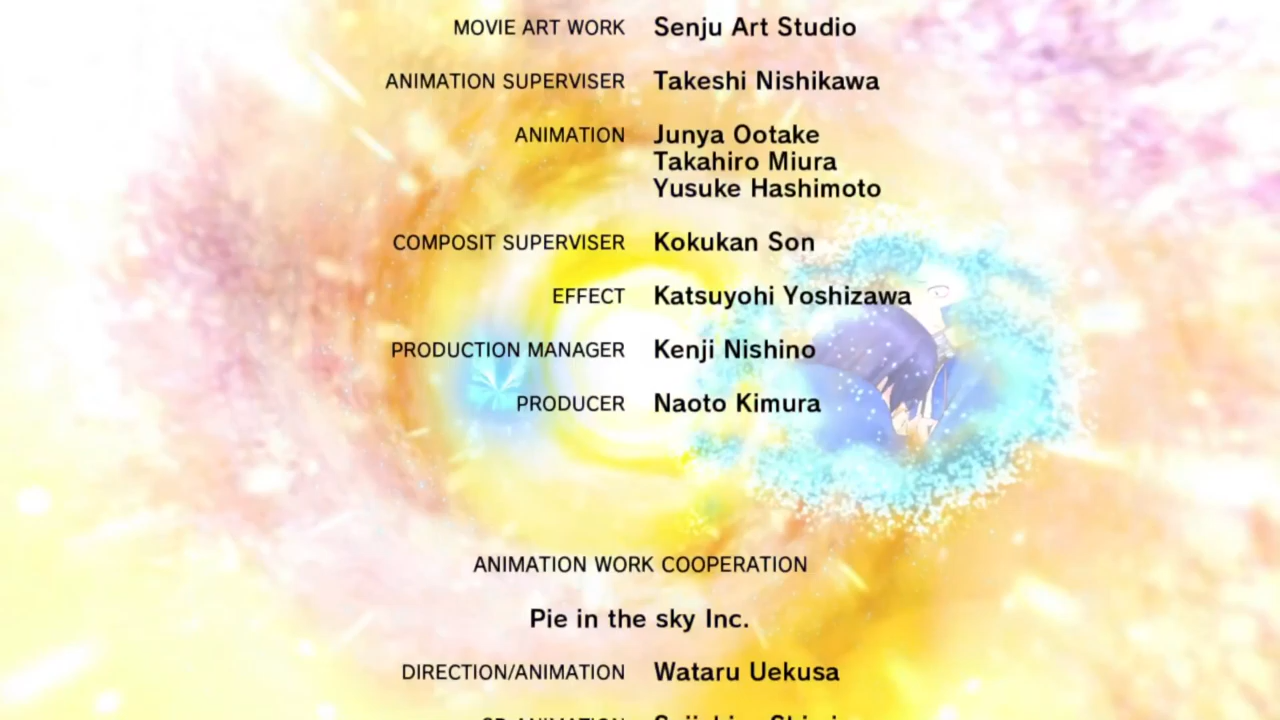 MOVIE ART WORK Senju Art Studio
ANIMATION SUPERVISER Takeshi Nishikawa
ANIMATION Junya Ootake
Takahiro Miura
Yusuke Hashimoto
COMPOSIT SUPERVISER Kokukan Son
EFFECT Katsuyohi Yoshizawa
PRODUCTION MANAGER Kenji Nishino
PRODUCER Naoto Kimura
ANIMATION WORK COOPERATION
Pie in the sky Inc.
DIRECTION/ANIMATION Wataru Uekusa